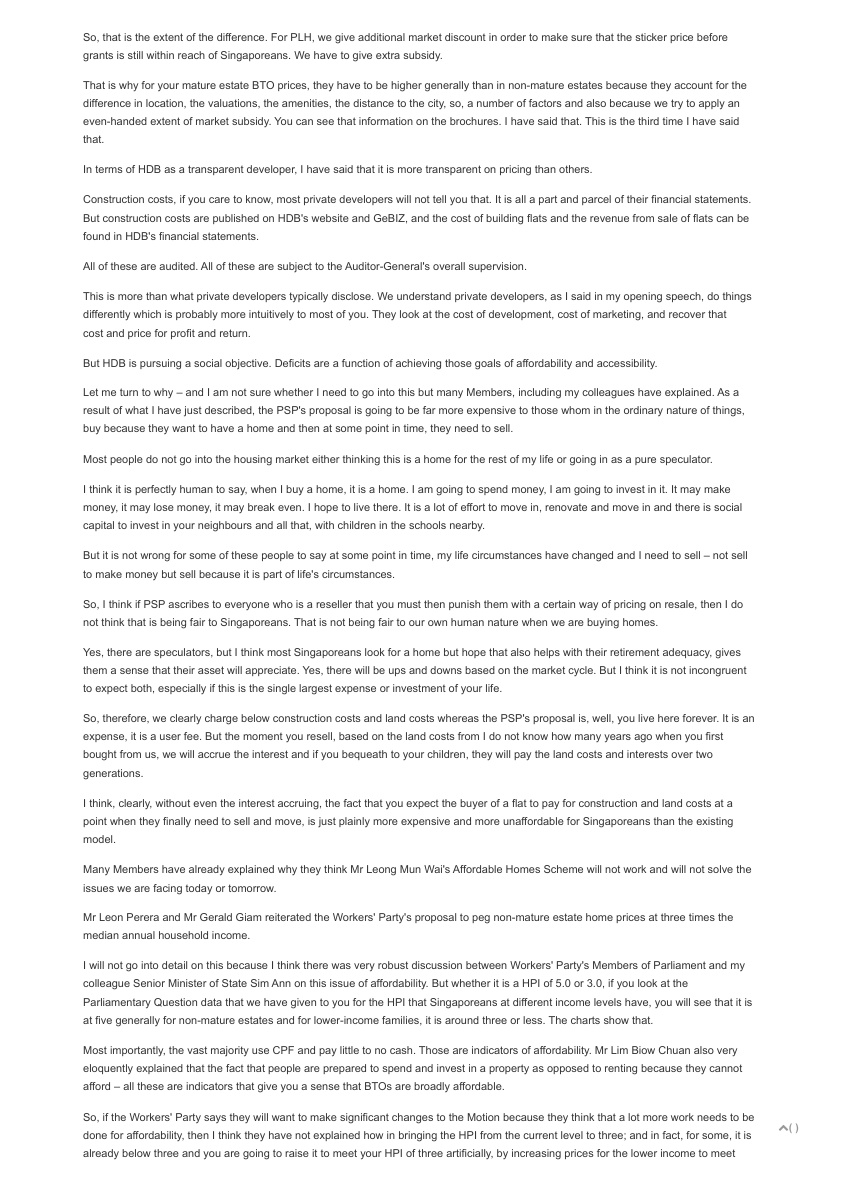 So, that is the extent of the difference. For PLH, we give additional market discount in order to make sure that the sticker price before
grants is still within reach of Singaporeans. We have to give extra subsidy.
That is why for your mature estate BTO prices, they have to be higher generally than in non-mature estates because they account for the
difference in location, the valuations, the amenities, the distance to the city, so, a number of factors and also because we try to apply an
even-handed extent of market subsidy. You can see that information on the brochures. I have said that. This is the third time I have said
that.
In terms of HDB as a transparent developer, I have said that it is more transparent on pricing than others.
Construction costs, if you care to know, most private developers will not tell you that. It is all a part and parcel of their financial statements.
But construction costs are published on HDB's website and GeBIZ, and the cost of building flats and the revenue from sale of flats can be
found in HDB's financial statements.
All of these are audited. All of these are subject to the Auditor-General's overall supervision.
This is more than what private developers typically disclose. We understand private developers, as I said in my opening speech, do things
differently which is probably more intuitively to most of you. They look at the cost of development, cost of marketing, and recover that
cost and price for profit and return.
But HDB is pursuing a social objective. Deficits are a function of achieving those goals of affordability and accessibility.
Let me turn to why – and I am not sure whether I need to go into this but many Members, including my colleagues have explained. As a
result of what I have just described, the PSP's proposal is going to be far more expensive to those whom in the ordinary nature of things,
buy because they want to have a home and then at some point in time, they need to sell.
Most people do not go into the housing market either thinking this is a home for the rest of my life or going in as a pure speculator.
I think it is perfectly human to say, when I buy a home, it is a home. I am going to spend money, I am going to invest in it. It may make
money, it may lose money, it may break even. I hope to live there. It is a lot of effort to move in, renovate and move in and there is social
capital to invest in your neighbours and all that, with children in the schools nearby.
But it is not wrong for some of these people to say at some point in time, my life circumstances have changed and I need to sell – not sell
to make money but sell because it is part of life's circumstances.
So, I think if PSP ascribes to everyone who is a reseller that you must then punish them with a certain way of pricing on resale, then I do
not think that is being fair to Singaporeans. That is not being fair to our own human nature when we are buying homes.
Yes, there are speculators, but I think most Singaporeans look for a home but hope that also helps with their retirement adequacy, gives
them a sense that their asset will appreciate. Yes, there will be ups and downs based on the market cycle. But I think it is not incongruent
to expect both, especially if this is the single largest expense or investment of your life.
So, therefore, we clearly charge below construction costs and land costs whereas the PSP's proposal is, well, you live here forever. It is an
expense, it is a user fee. But the moment you resell, based on the land costs from I do not know how many years ago when you first
bought from us, we will accrue the interest and if you bequeath to your children, they will pay the land costs and interests over two
generations.
I think, clearly, without even the interest accruing, the fact that you expect the buyer of a flat to pay for construction and land costs at a
point when they finally need to sell and move, is just plainly more expensive and more unaffordable for Singaporeans than the existing
model.
Many Members have already explained why they think Mr Leong Mun Wai's Affordable Homes Scheme will not work and will not solve the
issues we are facing today or tomorrow.
Mr Leon Perera and Mr Gerald Giam reiterated the Workers' Party's proposal to peg non-mature estate home prices at three times the
median annual household income.
I will not go into detail on this because I think there was very robust discussion between Workers' Party's Members of Parliament and my
colleague Senior Minister of State Sim Ann on this issue of affordability. But whether it is a HPI of 5.0 or 3.0, if you look at the
Parliamentary Question data that we have given to you for the HPI that Singaporeans at different income levels have, you will see that it is
at five generally for non-mature estates and for lower-income families, it is around three or less. The charts show that.
Most importantly, the vast majority use CPF and pay little to no cash. Those are indicators of affordability. Mr Lim Biow Chuan also very
eloquently explained that the fact that people are prepared to spend and invest in a property as opposed to renting because they cannot
afford – all these are indicators that give you a sense that BTOs are broadly affordable.
So, if the Workers' Party says they will want to make significant changes to the Motion because they think that a lot more work needs to be
done for affordability, then I think they have not explained how in bringing the HPI from the current level to three; and in fact, for some, it is
already below three and you are going to raise it to meet your HPI of three artificially, by increasing prices for the lower income to meet
( )